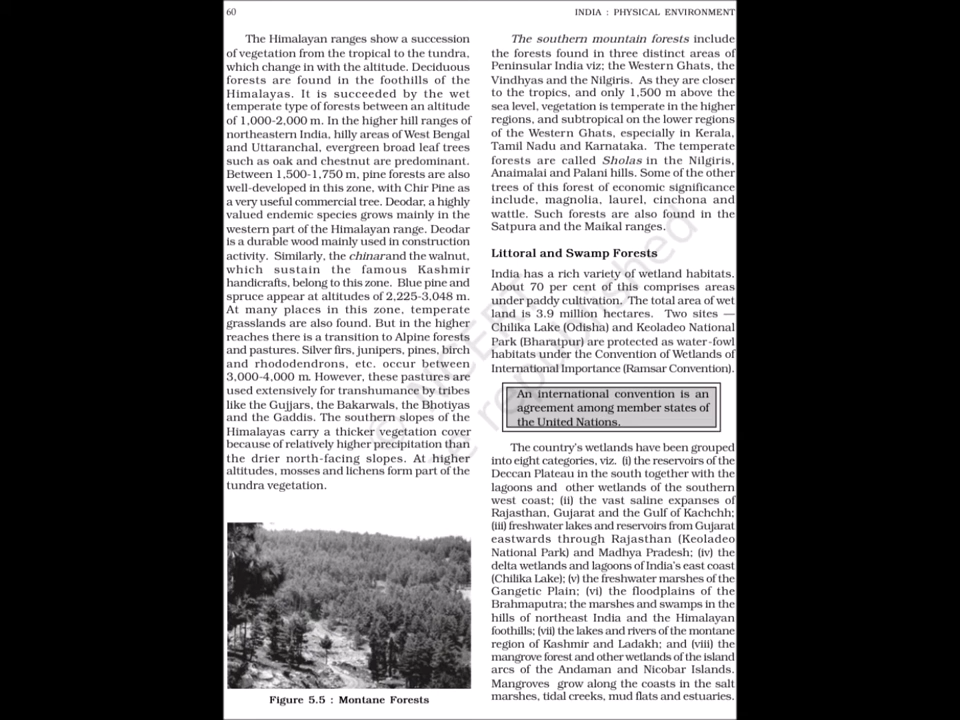 60
INDIA : PHYSICAL ENVIRONMENT
The Himalayan ranges show a succession
of vegetation from the tropical to the tundra,
which change in with the altitude. Deciduous
forests are found in the foothills of the
Himalayas. It is succeeded by the wet
temperate type of forests between an altitude
of 1,000-2,000 m. In the higher hill ranges of
northeastern India, hilly areas of West Bengal
and Uttaranchal, evergreen broad leaf trees
such as oak and chestnut are predominant.
Between 1,500-1,750 m, pine forests are also
well-developed in this zone, with Chir Pine as
a very useful commercial tree. Deodar, a highly
valued endemic species grows mainly in the
western part of the Himalayan range. Deodar
is a durable wood mainly used in construction
activity. Similarly, the chinar and the walnut,
which sustain the famous Kashmir
handicrafts, belong to this zone. Blue pine and
spruce appear at altitudes of 2,225-3,048 m.
At many places in this zone, temperate
grasslands are also found. But in the higher
reaches there is a transition to Alpine forests
and pastures. Silver firs, junipers, pines, birch
and rhododendrons, etc. occur between
3,000-4,000 m. However, these pastures are
used extensively for transhumance by tribes
like the Gujjars, the Bakarwals, the Bhotiyas
and the Gaddis. The southern slopes of the
Himalayas carry a thicker vegetation cover
because of relatively higher precipitation than
the drier north-facing slopes. At higher
altitudes, mosses and lichens form part of the
tundra vegetation.
Figure 5.5 : Montane Forests
The southern mountain forests include
the forests found in three distinct areas of
Peninsular India viz; the Western Ghats, the
Vindhyas and the Nilgiris. As they are closer
to the tropics, and only 1,500 m above the
sea level, vegetation is temperate in the higher
regions, and subtropical on the lower regions
of the Western Ghats, especially in Kerala,
Tamil Nadu and Karnataka. The temperate
forests are called Sholas in the Nilgiris,
Anaimalai and Palani hills. Some of the other
trees of this forest of economic significance
include, magnolia, laurel, cinchona and
wattle. Such forests are also found in the
Satpura and the Maikal ranges.
Littoral and Swamp Forests
India has a rich variety of wetland habitats.
About 70 per cent of this comprises areas
under paddy cultivation. The total area of wet
land is 3.9 million hectares. Two sites —
Chilika Lake (Odisha) and Keoladeo National
Park (Bharatpur) are protected as water-fowl
habitats under the Convention of Wetlands of
International Importance (Ramsar Convention).
An international convention is an
agreement among member states of
the United Nations.
The country's wetlands have been grouped
into eight categories, viz. (i) the reservoirs of the
Deccan Plateau in the south together with the
lagoons and other wetlands of the southern
west coast; (ii) the vast saline expanses of
Rajasthan, Gujarat and the Gulf of Kachchh;
(iii) freshwater lakes and reservoirs from Gujarat
eastwards through Rajasthan (Keoladeo
National Park) and Madhya Pradesh; (iv) the
delta wetlands and lagoons of India's east coast
(Chilika Lake); (v) the freshwater marshes of the
Gangetic Plain; (vi) the floodplains of the
Brahmaputra; the marshes and swamps in the
hills of northeast India and the Himalayan
foothills; (vii) the lakes and rivers of the montane
region of Kashmir and Ladakh; and (viii) the
mangrove forest and other wetlands of the island
arcs of the Andaman and Nicobar Islands.
Mangroves grow along the coasts in the salt
marshes, tidal creeks, mud flats and estuaries.